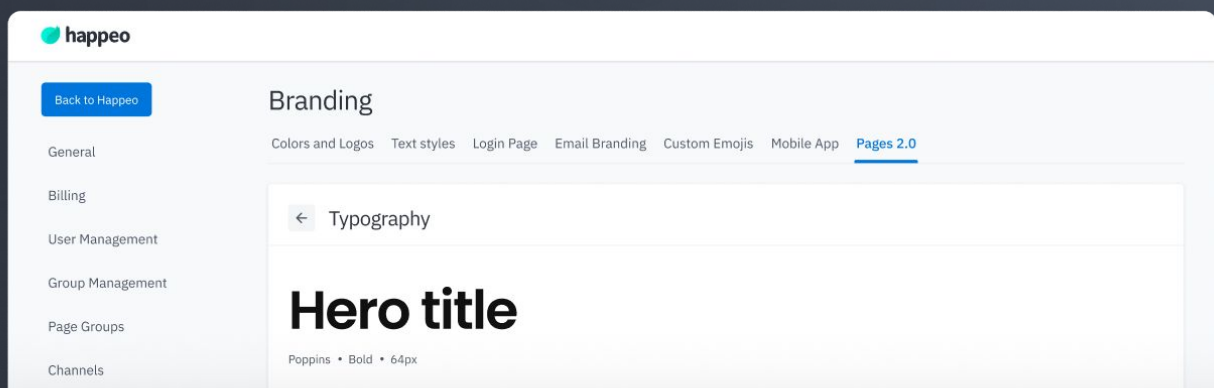 happeo
Back to Happeo
General
Billing
User Management
Group Management
Page Groups
Channels
Branding
Colors and Logos Text styles Login Page Email Branding Custom Emojis Mobile App Pages 2.0
← Typography
Hero title
Poppins • Bold • 64px